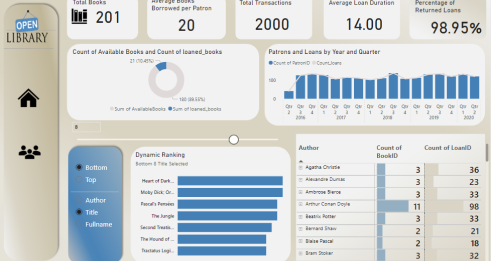 OPEN
LIBRARY
Total Books
201
Average Books
Borrowed per Patron
20
Total Transactions
2000
Average Loan Duration
14.00
Percentage of
Returned Loans
98.95%
Count of Available Books and Count of loaned_books
21 (10.45%)
180 (89.55%)
Sum of AvailableBooks Sum of loaned_books
Patrons and Loans by Year and Quarter
Count of PatronID Count_loans
100
0
Qtr Qtr Qtr Qtr Qtr Qtr Qtr Qtr Qtr Qtr Qtr Qtr Qtr Qtr Qtr Qtr
2 3 4 1 2 3 4 1 2 3 4 1 2 3 4 1 2
2016 2017 2018 2019 2020
8
Bottom
Top
Author
Title
Fullname
Dynamic Ranking
Bottom 8 Title Selected
Heart of Dark...
Moby Dick; Or...
Pascal's Pensées
The Jungle
Second Treatis...
The Hound of ...
Tractatus Logi...
Author Count of BookID Count of LoanID
Agatha Christie 3 36
Alexandre Dumas 3 23
Ambrose Bierce 3 33
Arthur Conan Doyle 11 98
Beatrix Potter 3 33
Bernard Shaw 2 21
Blaise Pascal 2 18
Bram Stoker 3 32